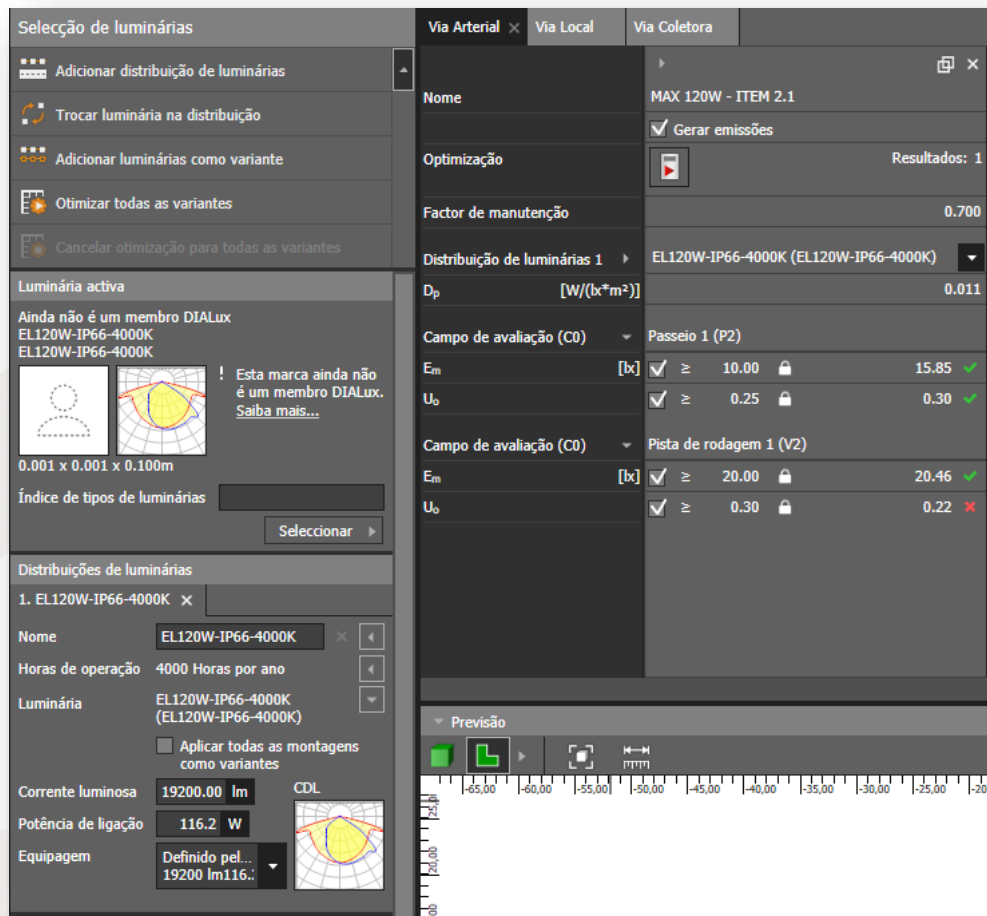 Selecção de luminárias
Adicionar distribuição de luminárias
Trocar luminária na distribuição
Adicionar luminárias como variante
Otimizar todas as variantes
Cancelar otimização para todas as variantes
Luminária activa
Ainda não é um membro DIALux
EL120W-IP66-4000K
EL120W-IP66-4000K
! Esta marca ainda não
é um membro DIALux.
Saiba mais...
0.001 x 0.001 x 0.100m
Índice de tipos de luminárias
Seleccionar
Distribuições de luminárias
1. EL120W-IP66-4000K
Nome EL120W-IP66-4000K
Horas de operação 4000 Horas por ano
Luminária EL120W-IP66-4000K
(EL120W-IP66-4000K)
Aplicar todas as montagens
como variantes
Corrente luminosa 19200.00 lm CDL
Potência de ligação 116.2 W
Equipagem Definido pel...
19200 lm116.:
Via Arterial Via Local Via Coletora
Nome MAX 120W - ITEM 2.1
Gerar emissões
Optimização Resultados: 1
Factor de manutenção 0.700
Distribuição de luminárias 1 EL120W-IP66-4000K (EL120W-IP66-4000K)
Dp [W/(lx*m²)] 0.011
Campo de avaliação (C0) Passeio 1 (P2)
Em [lx] ≥ 10.00 15.85
Uo ≥ 0.25 0.30
Campo de avaliação (C0) Pista de rodagem 1 (V2)
Em [lx] ≥ 20.00 20.46
Uo ≥ 0.30 0.22
Previsão
-65,00 -60,00 -55,00 -50,00 -45,00 -40,00 -35,00 -30,00 -25,00 -20
25,0
20,00
00